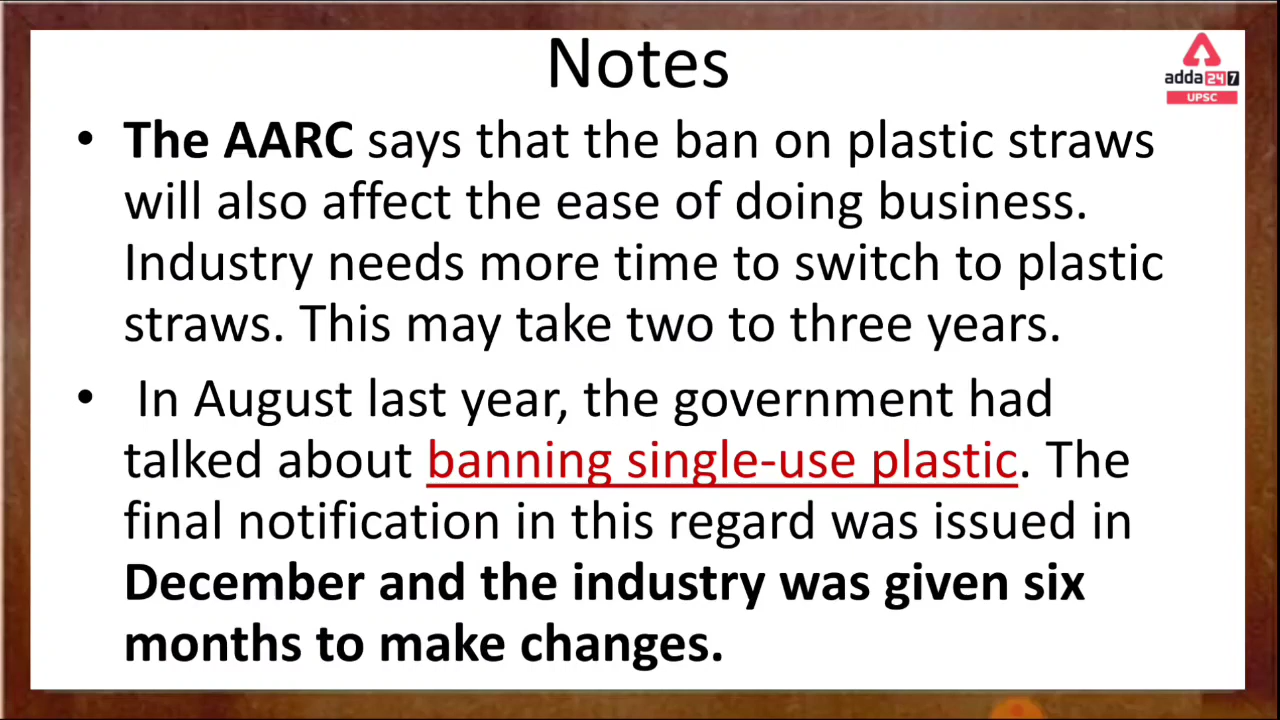 Notes
adda247
UPSC
• The AARC says that the ban on plastic straws
will also affect the ease of doing business.
Industry needs more time to switch to plastic
straws. This may take two to three years.
• In August last year, the government had
talked about banning single-use plastic. The
final notification in this regard was issued in
December and the industry was given six
months to make changes.